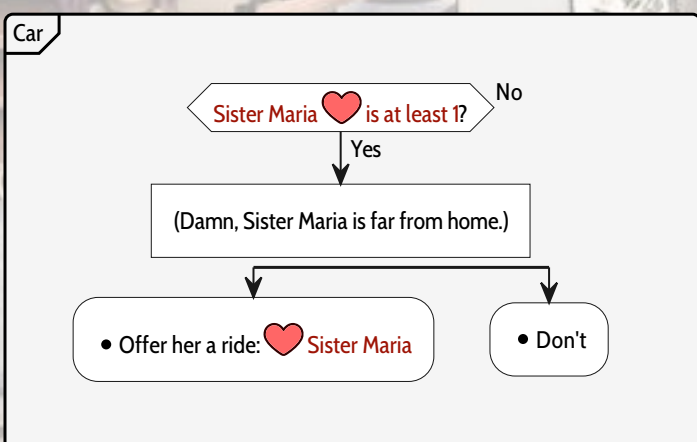 Car
Sister Maria is at least 1?
No
Yes
(Damn, Sister Maria is far from home.)
• Offer her a ride: Sister Maria
• Don't